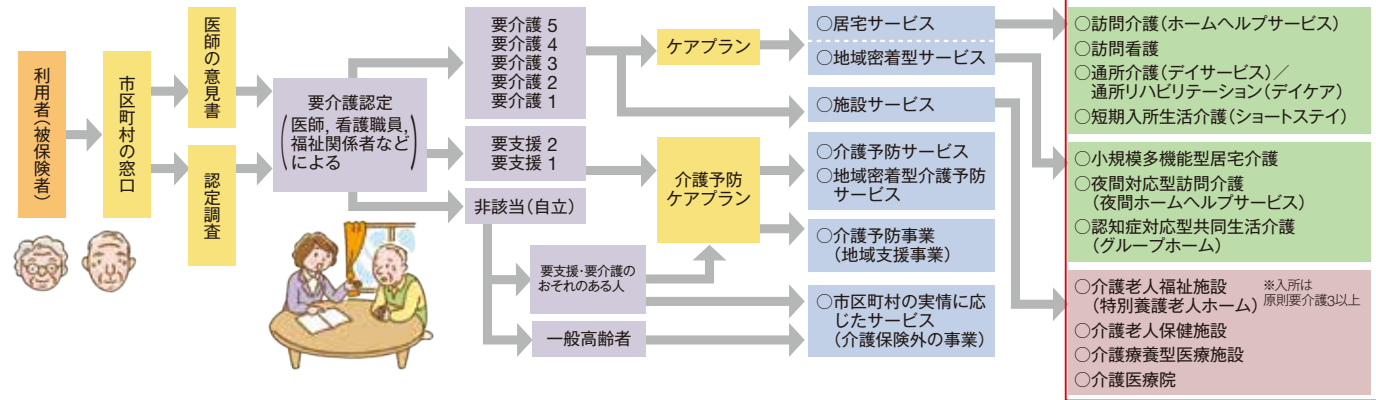 利用者(被保険者)
市区町村の窓口
医師の意見書
認定調査
要介護認定
(医師,看護職員,
福祉関係者など
による)
要介護 5
要介護 4
要介護 3
要介護 2
要介護 1
要支援 2
要支援 1
非該当(自立)
要支援・要介護の
おそれのある人
一般高齢者
ケアプラン
介護予防
ケアプラン
○居宅サービス
○地域密着型サービス
○施設サービス
○介護予防サービス
○地域密着型介護予防
サービス
○介護予防事業
(地域支援事業)
○市区町村の実情に応
じたサービス
(介護保険外の事業)
○訪問介護(ホームヘルプサービス)
○訪問看護
○通所介護(デイサービス)/
通所リハビリテーション(デイケア)
○短期入所生活介護(ショートステイ)
○小規模多機能型居宅介護
○夜間対応型訪問介護
(夜間ホームヘルプサービス)
○認知症対応型共同生活介護
(グループホーム)
○介護老人福祉施設
(特別養護老人ホーム)
※入所は
原則要介護3以上
○介護老人保健施設
○介護療養型医療施設
○介護医療院